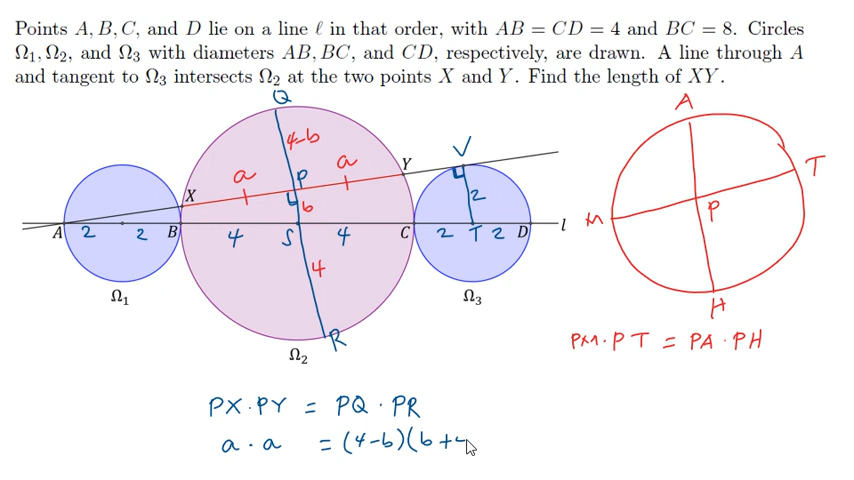 Points A, B, C, and D lie on a line ℓ in that order, with AB = CD = 4 and BC = 8. Circles
Ω₁, Ω₂, and Ω₃ with diameters AB, BC, and CD, respectively, are drawn. A line through A
and tangent to Ω₃ intersects Ω₂ at the two points X and Y. Find the length of XY.
Q
A
4-b
V
a
a
P
Y
T
X
b
2
M
P
A 2 2 B 4 S 4 C 2 T 2 D l
4
Ω₁
Ω₃
H
R
Ω₂
PM·PT = PA·PH
PX·PY = PQ·PR
a·a = (4-b)(b+4